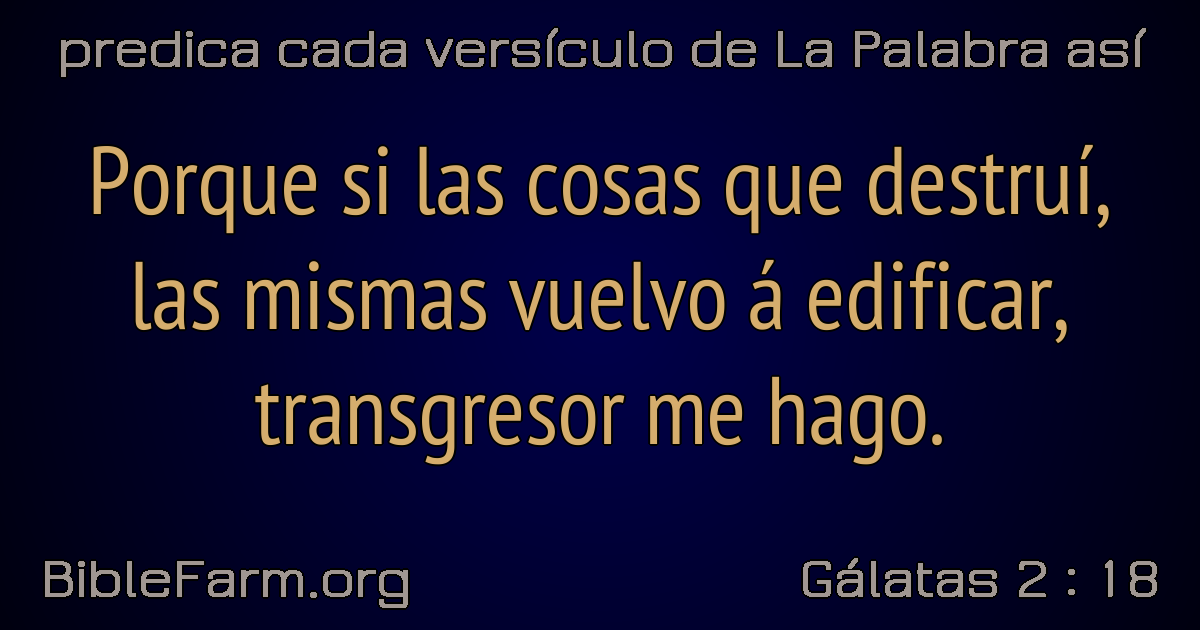 predica cada versículo de La Palabra así
Porque si las cosas que destruí,
las mismas vuelvo á edificar,
transgresor me hago.
BibleFarm.org
Gálatas 2 : 18